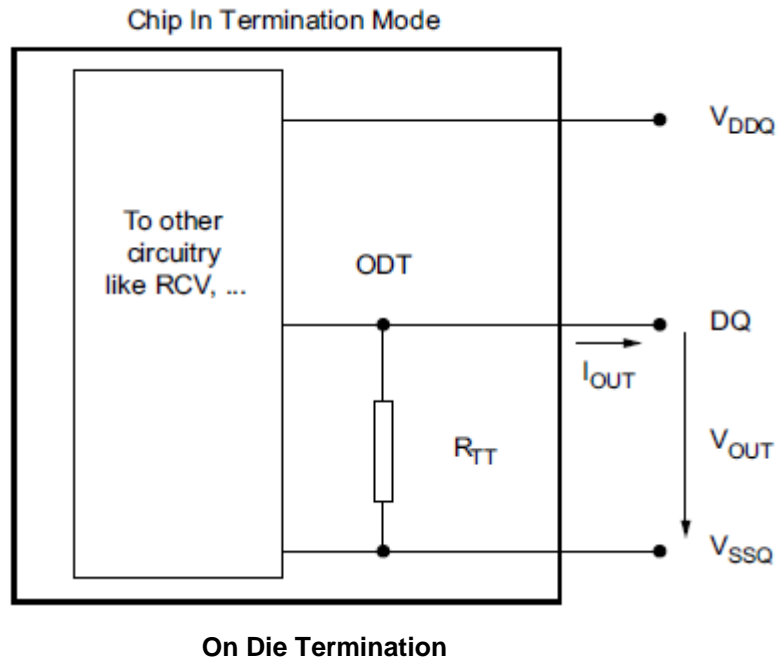 Chip In Termination Mode
VDDQ
To other
circuitry
like RCV, ...
ODT
DQ
IOUT
RTT
VOUT
VSSQ
On Die Termination